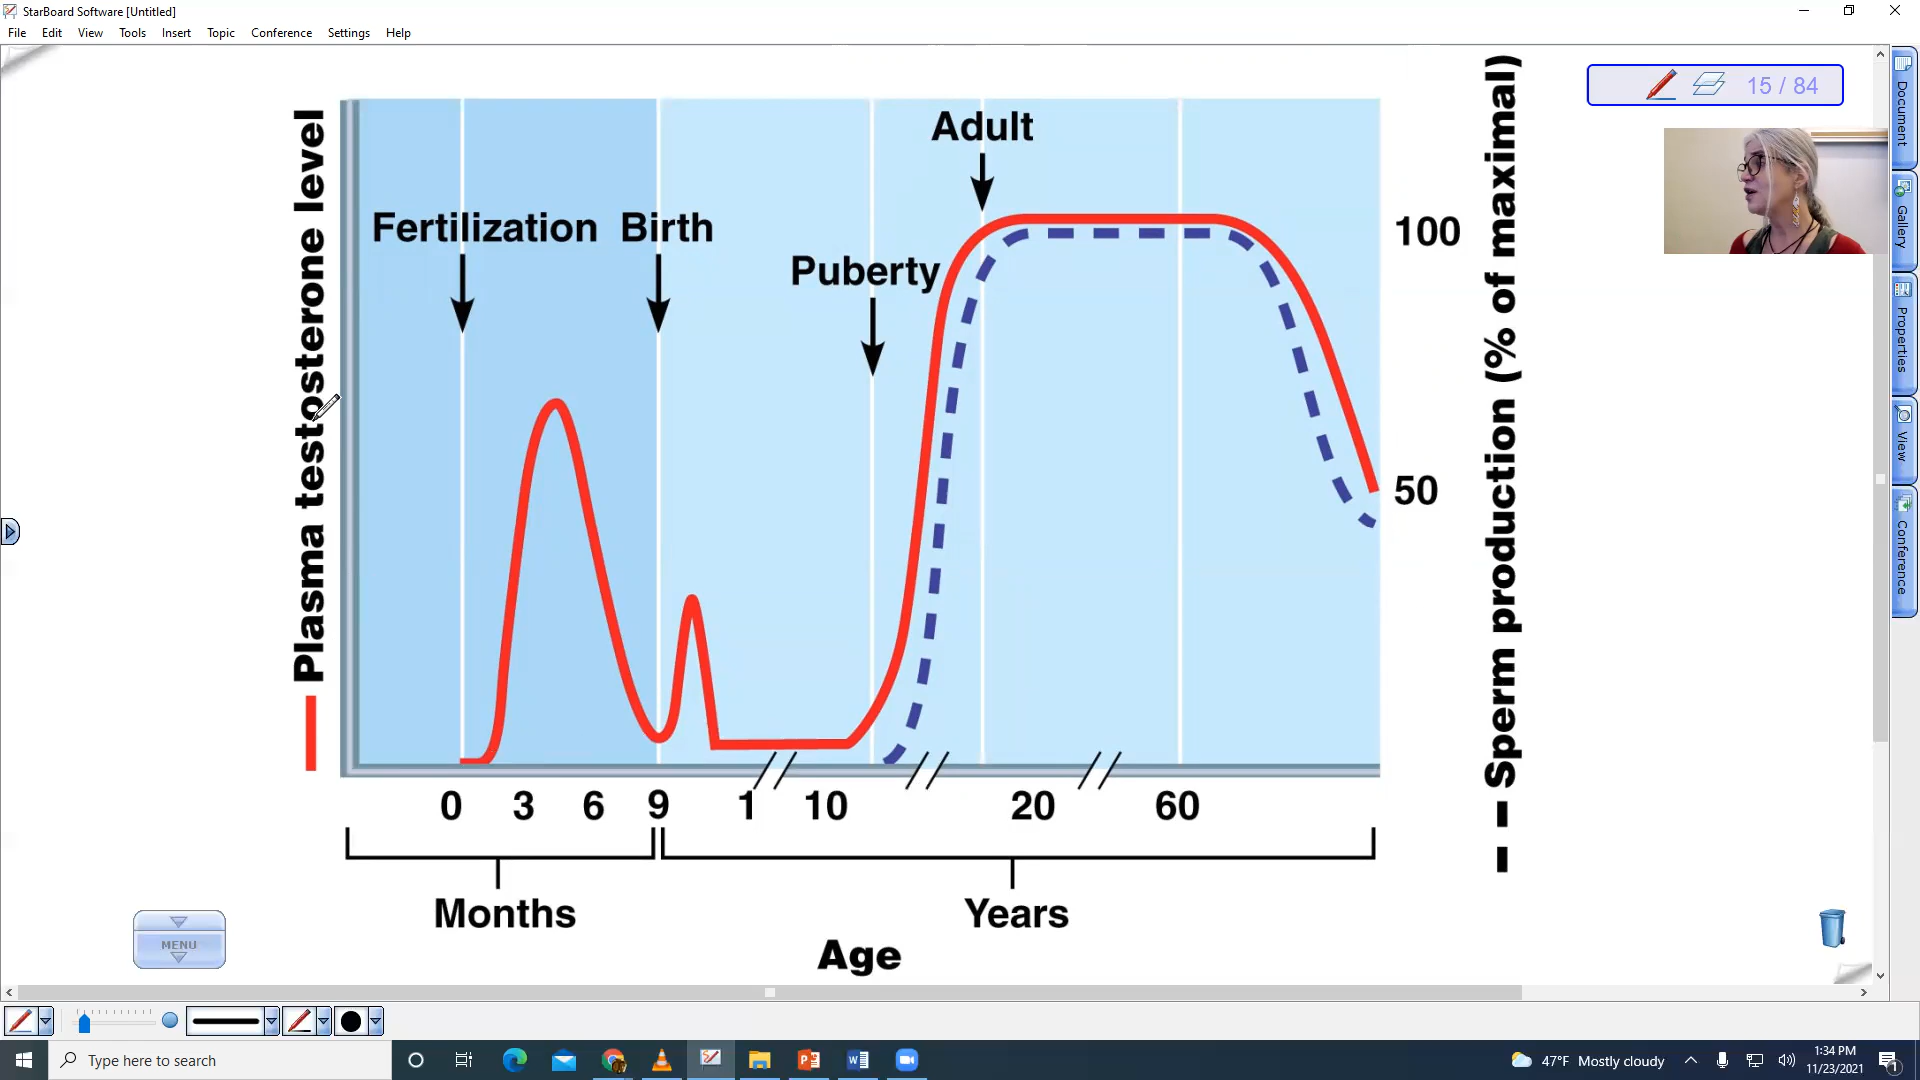 StarBoard Software [Untitled]
File Edit View Tools Insert Topic Conference Settings Help
15 / 84
Document
Gallery
Properties
View
Conference
Plasma testosterone level
Fertilization
Birth
Puberty
Adult
100
50
Sperm production (% of maximal)
0 3 6 9 1 10 20 60
Months Years
Age
MENU
Type here to search
47°F Mostly cloudy
1:34 PM
11/23/2021
1